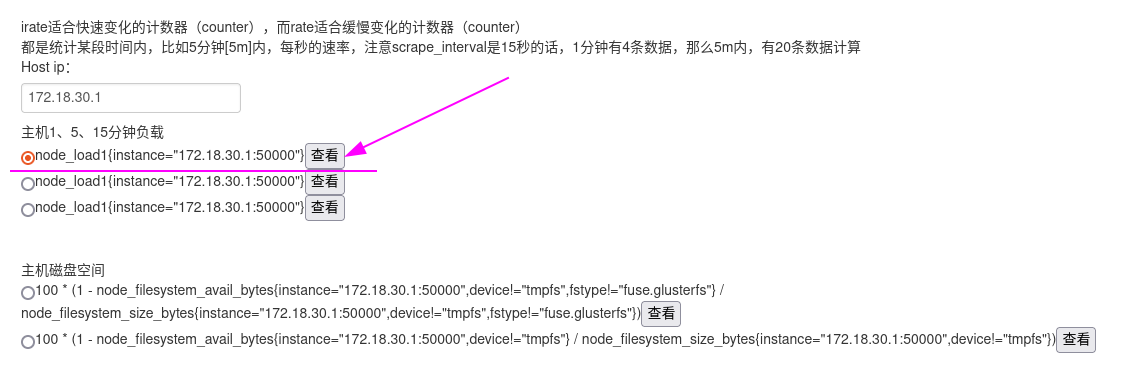 irate适合快速变化的计数器（counter），而rate适合缓慢变化的计数器（counter）
都是统计某段时间内，比如5分钟[5m]内，每秒的速率，注意scrape_interval是15秒的话，1分钟有4条数据，那么5m内，有20条数据计算
Host ip：
172.18.30.1
主机1、5、15分钟负载
node_load1{instance="172.18.30.1:50000"}查看
node_load1{instance="172.18.30.1:50000"}查看
node_load1{instance="172.18.30.1:50000"}查看
主机磁盘空间
100 * (1 - node_filesystem_avail_bytes{instance="172.18.30.1:50000",device!="tmpfs",fstype!="fuse.glusterfs"} /
node_filesystem_size_bytes{instance="172.18.30.1:50000",device!="tmpfs",fstype!="fuse.glusterfs"})查看
100 * (1 - node_filesystem_avail_bytes{instance="172.18.30.1:50000",device!="tmpfs"} / node_filesystem_size_bytes{instance="172.18.30.1:50000",device!="tmpfs"})查看